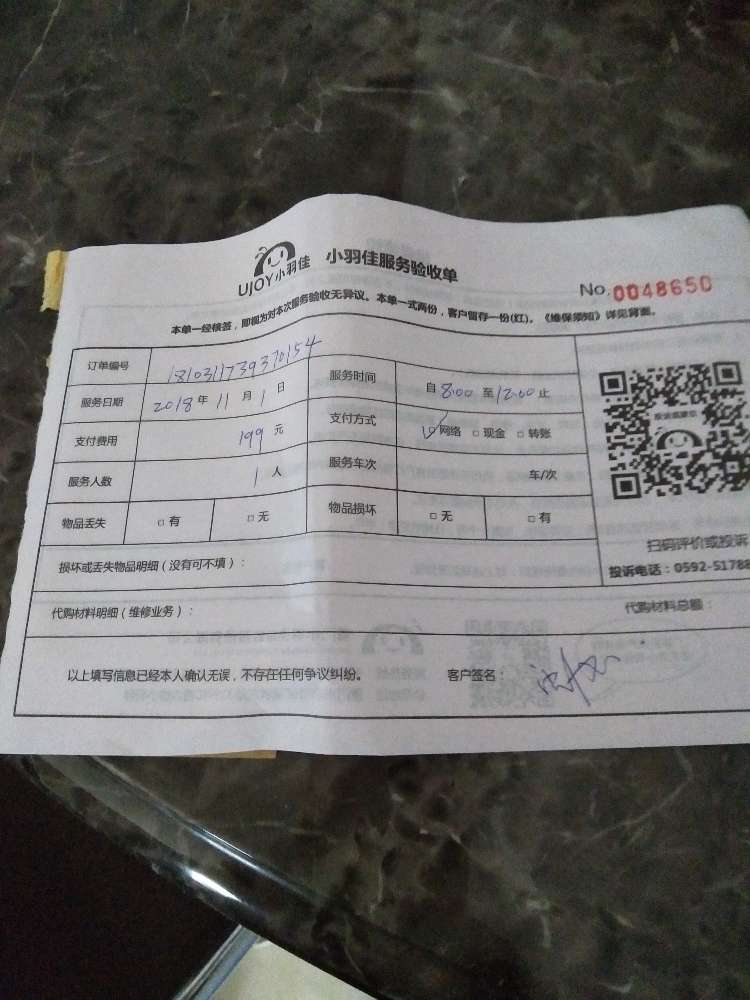 UJOY小羽佳 小羽佳服务验收单
No. 0048650
本单一经核签，即视为对本次服务验收无异议。本单一式两份，客户留存一份(红)。《维保须知》详见背面。
订单编号 1810311739370154
服务日期 2018年 11月 1日 服务时间 自8:00至12:00止
支付费用 199元 支付方式 ☑网络 □现金 □转账
服务人数 1人 服务车次 车/次
物品丢失 □有 □无 物品损坏 □无 □有
扫码评价或投诉
投诉电话：0592-51788
损坏或丢失物品明细（没有可不填）：
代购材料明细（维修业务）： 代购材料总额：
以上填写信息已经本人确认无误，不存在任何争议纠纷。 客户签名：